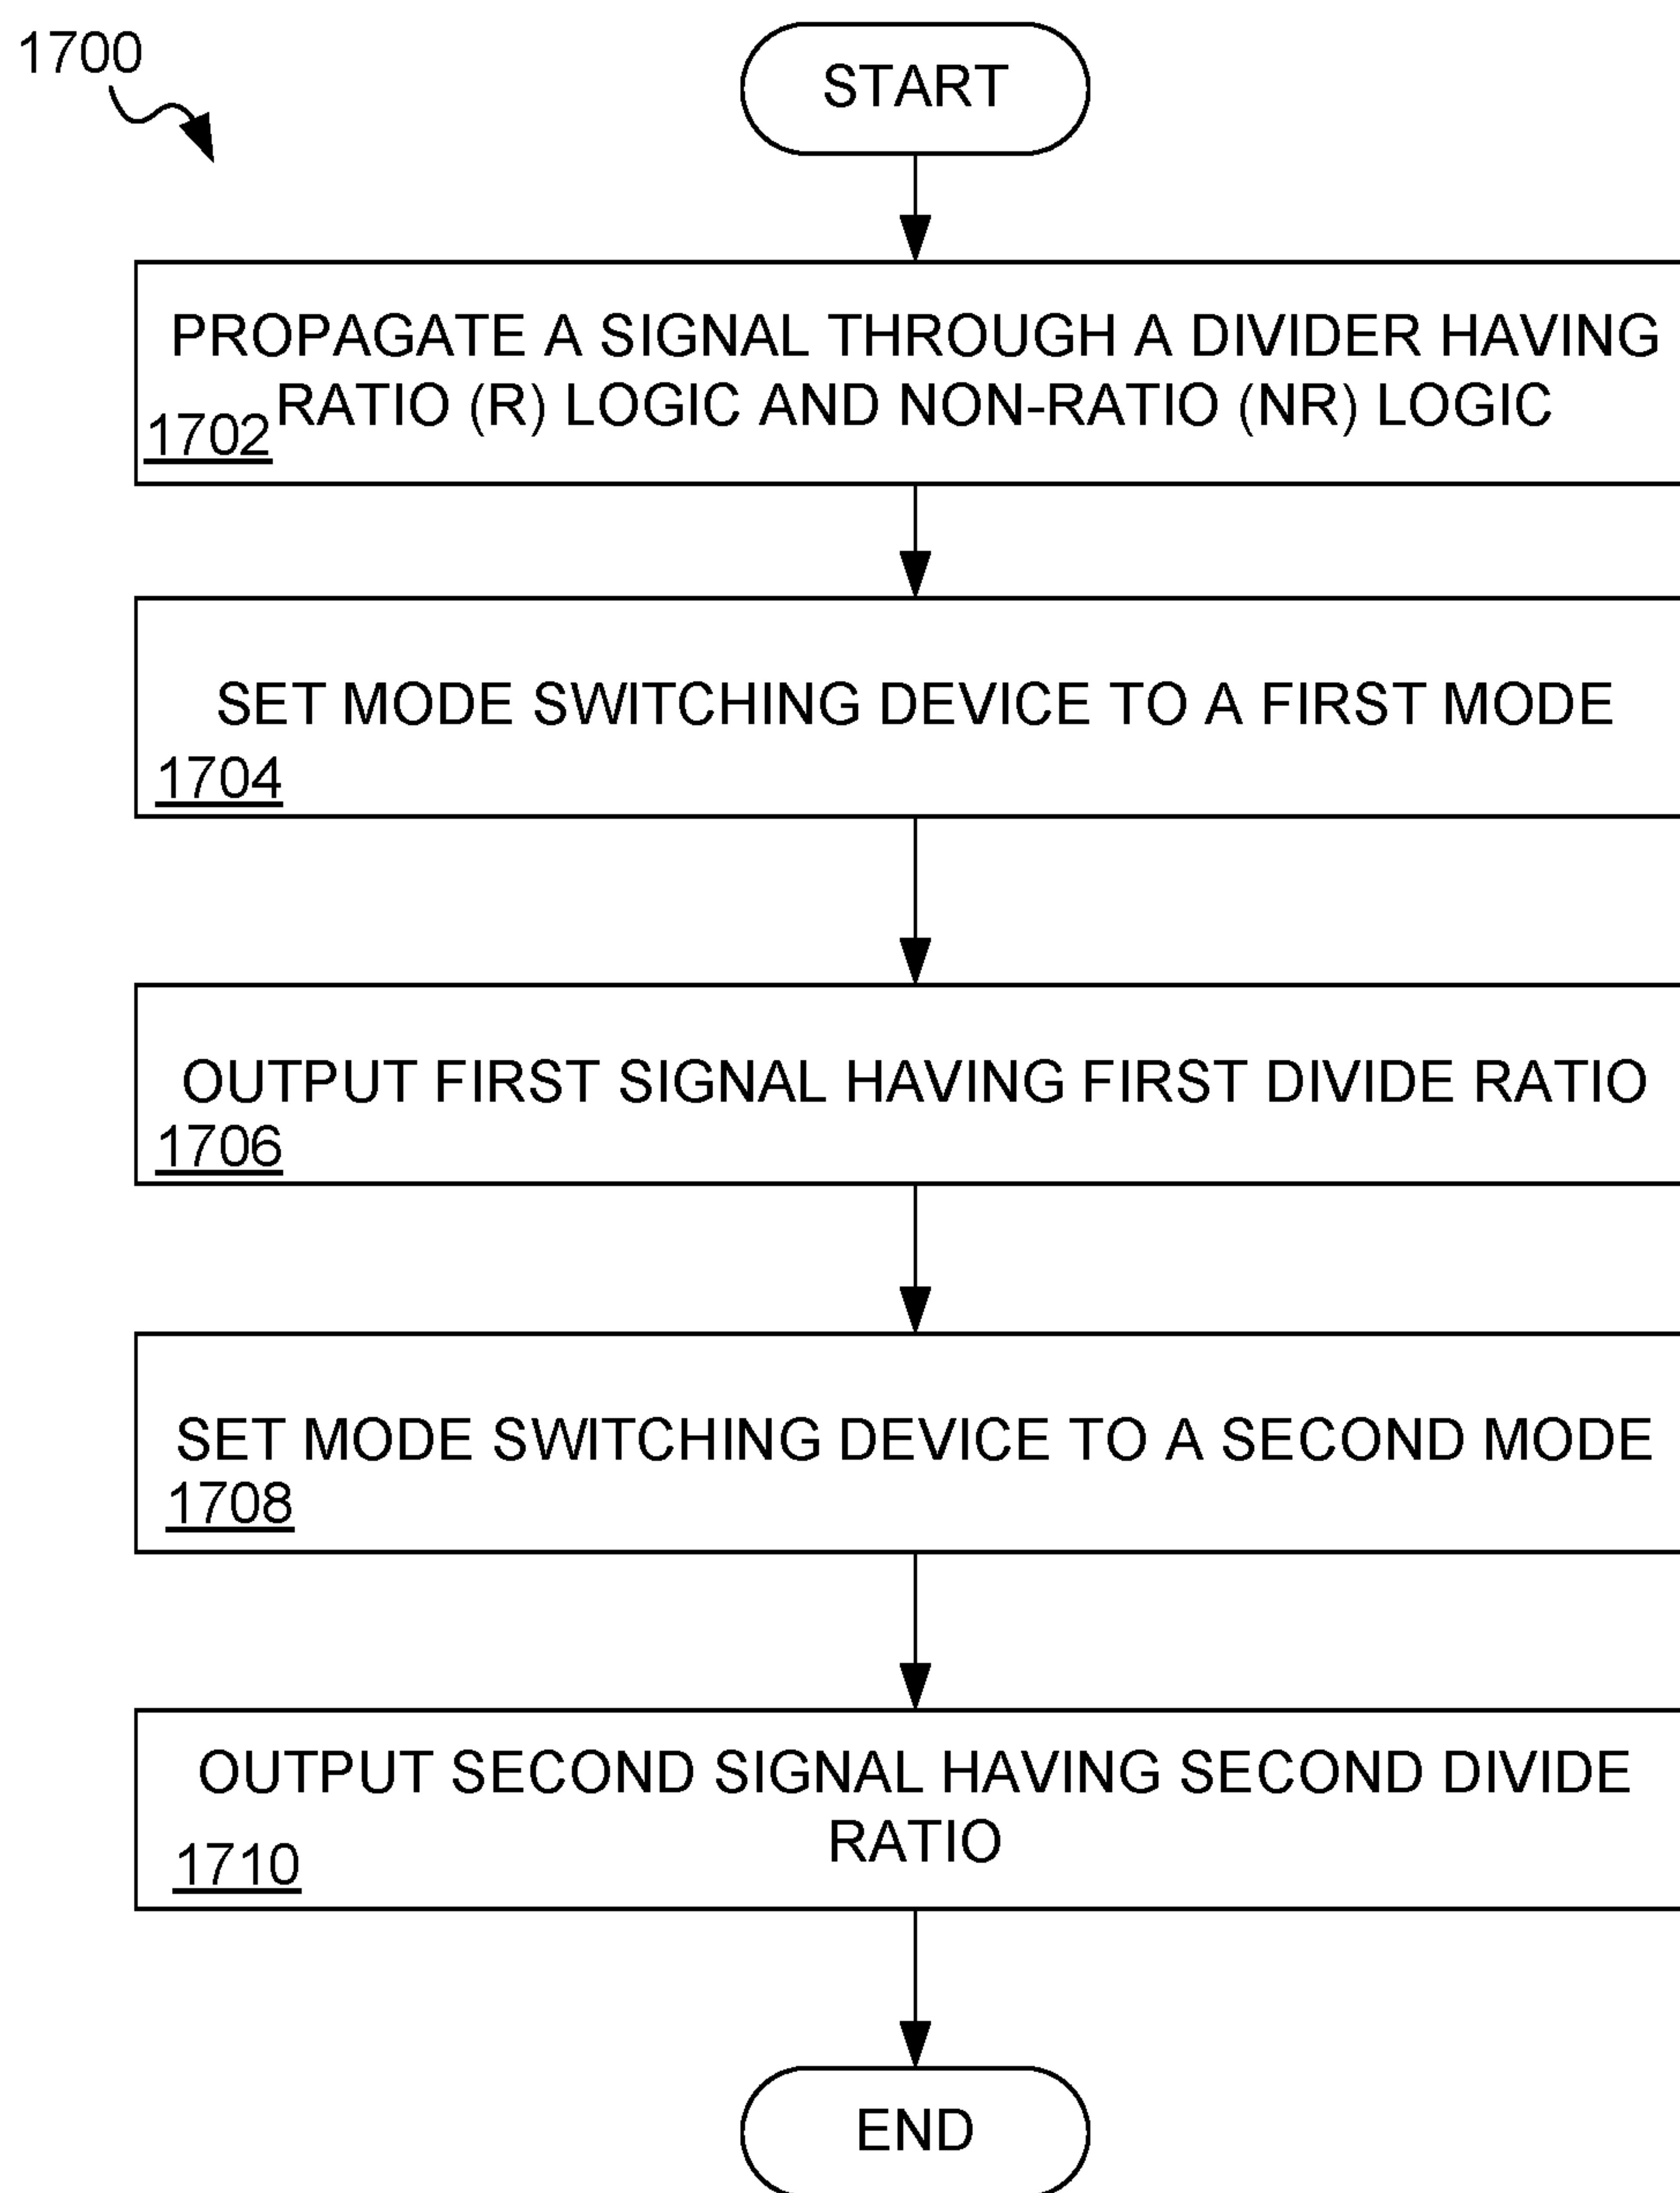 1700
START
PROPAGATE A SIGNAL THROUGH A DIVIDER HAVING
RATIO (R) LOGIC AND NON-RATIO (NR) LOGIC
1702
SET MODE SWITCHING DEVICE TO A FIRST MODE
1704
OUTPUT FIRST SIGNAL HAVING FIRST DIVIDE RATIO
1706
SET MODE SWITCHING DEVICE TO A SECOND MODE
1708
OUTPUT SECOND SIGNAL HAVING SECOND DIVIDE
RATIO
1710
END